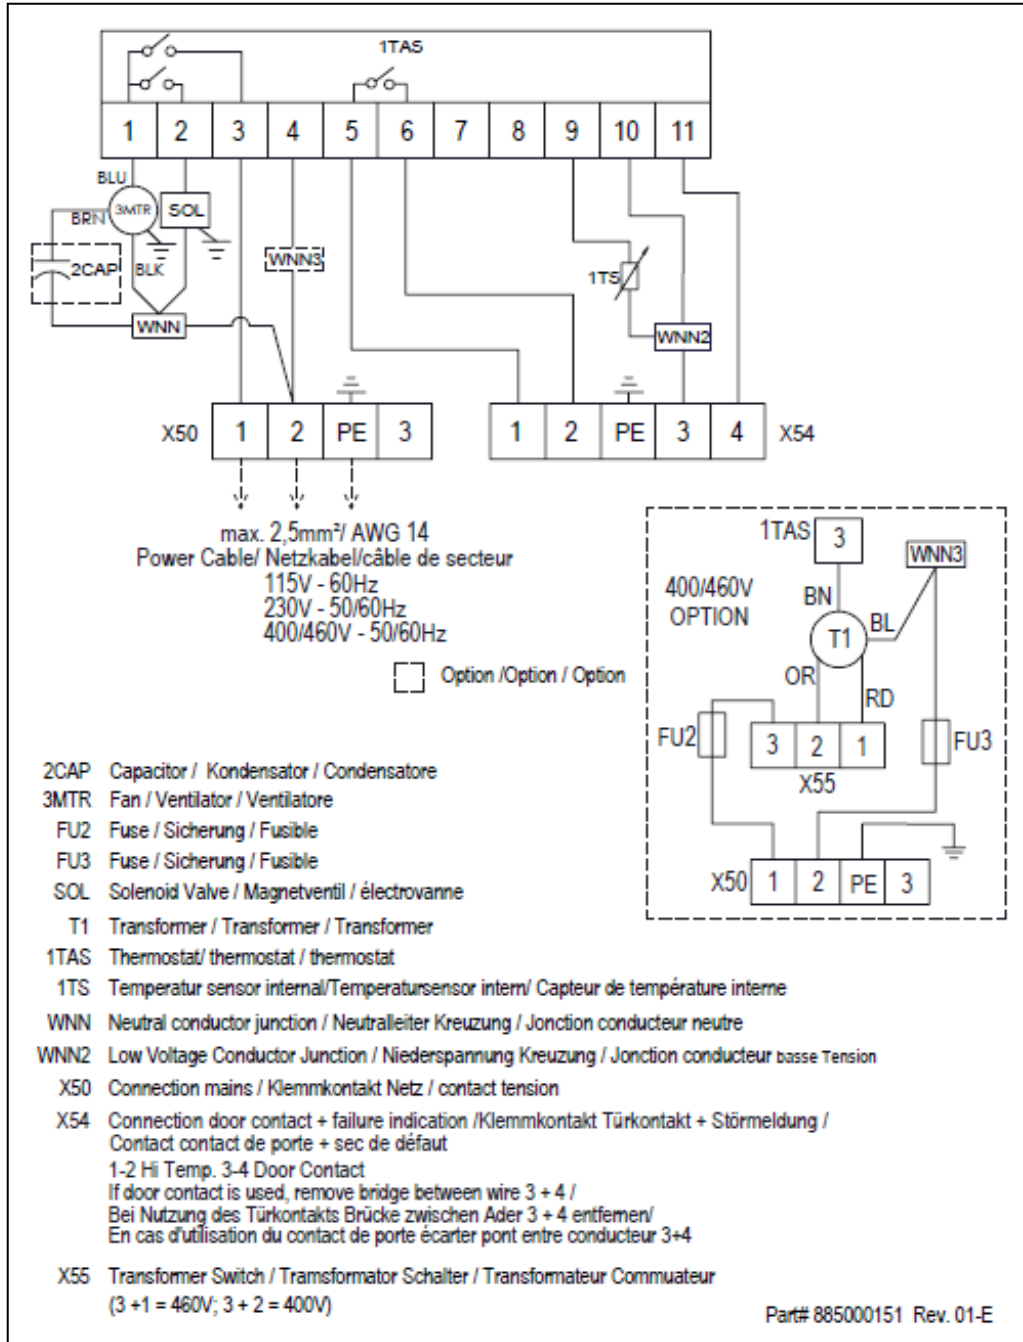 1TAS
1 2 3 4 5 6 7 8 9 10 11
BLU
BRN 3MTR SOL
2CAP BLK
WNN3
1TS
WNN
WNN2
X50 1 2 PE 3
1 2 PE 3 4 X54
max. 2,5mm²/ AWG 14
Power Cable/ Netzkabel/câble de secteur
115V - 60Hz
230V - 50/60Hz
400/460V - 50/60Hz
Option /Option / Option
1TAS 3
WNN3
400/460V
OPTION
BN
T1
BL
OR
RD
FU2
3 2 1
FU3
X55
X50 1 2 PE 3
2CAP Capacitor / Kondensator / Condensatore
3MTR Fan / Ventilator / Ventilatore
FU2 Fuse / Sicherung / Fusible
FU3 Fuse / Sicherung / Fusible
SOL Solenoid Valve / Magnetventil / électrovanne
T1 Transformer / Transformer / Transformer
1TAS Thermostat/ thermostat / thermostat
1TS Temperatur sensor internal/Temperatursensor intern/ Capteur de température interne
WNN Neutral conductor junction / Neutralleiter Kreuzung / Jonction conducteur neutre
WNN2 Low Voltage Conductor Junction / Niederspannung Kreuzung / Jonction conducteur basse Tension
X50 Connection mains / Klemmkontakt Netz / contact tension
X54 Connection door contact + failure indication /Klemmkontakt Türkontakt + Störmeldung /
Contact contact de porte + sec de défaut
1-2 Hi Temp. 3-4 Door Contact
If door contact is used, remove bridge between wire 3 + 4 /
Bei Nutzung des Türkontakts Brücke zwischen Ader 3 + 4 entfernen/
En cas d'utilisation du contact de porte écarter pont entre conducteur 3+4
X55 Transformer Switch / Tramsformator Schalter / Transformateur Commuateur
(3 +1 = 460V; 3 + 2 = 400V)
Part# 885000151 Rev. 01-E